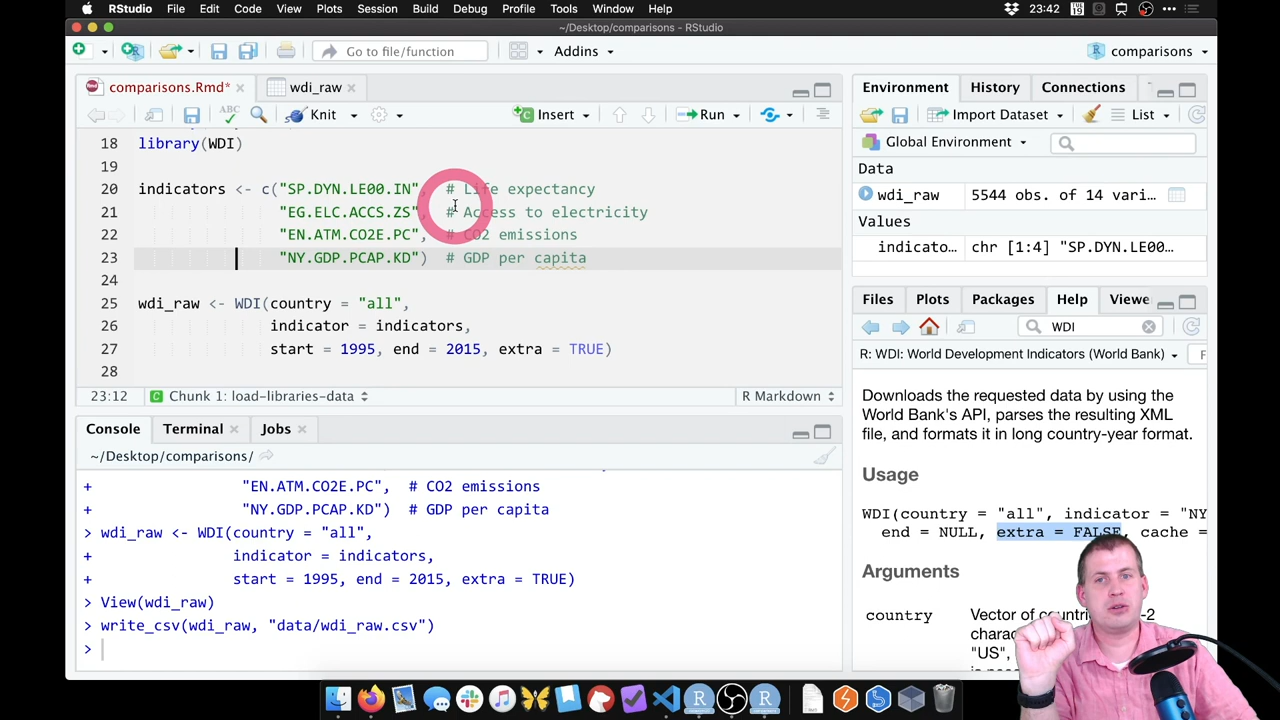 RStudio File Edit Code View Plots Session Build Debug Profile Tools Window Help 23:42
~/Desktop/comparisons - RStudio
Go to file/function Addins comparisons
comparisons.Rmd* wdi_raw
Knit Insert Run
18 library(WDI)
19
20 indicators <- c("SP.DYN.LE00.IN", # Life expectancy
21 "EG.ELC.ACCS.ZS", # Access to electricity
22 "EN.ATM.CO2E.PC", # CO2 emissions
23 "NY.GDP.PCAP.KD") # GDP per capita
24
25 wdi_raw <- WDI(country = "all",
26 indicator = indicators,
27 start = 1995, end = 2015, extra = TRUE)
28
23:12 Chunk 1: load-libraries-data R Markdown
Console Terminal Jobs
~/Desktop/comparisons/
+ "EN.ATM.CO2E.PC", # CO2 emissions
+ "NY.GDP.PCAP.KD") # GDP per capita
> wdi_raw <- WDI(country = "all",
+ indicator = indicators,
+ start = 1995, end = 2015, extra = TRUE)
> View(wdi_raw)
> write_csv(wdi_raw, "data/wdi_raw.csv")
>
Environment History Connections
Import Dataset List
Global Environment
Data
wdi_raw 5544 obs. of 14 vari...
Values
indicato... chr [1:4] "SP.DYN.LE00...
Files Plots Packages Help Viewe
WDI
R: WDI: World Development Indicators (World Bank)
Downloads the requested data by using the
World Bank's API, parses the resulting XML
file, and formats it in long country-year format.
Usage
WDI(country = "all", indicator = "NY
end = NULL, extra = FALSE, cache =
Arguments
country Vector of
"US",